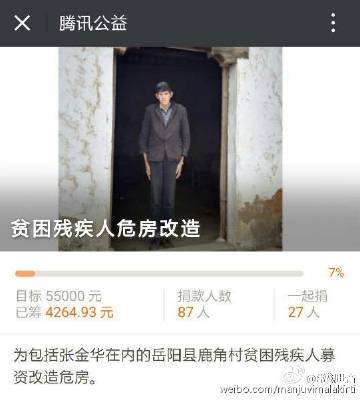 腾讯公益
贫困残疾人危房改造
7%
目标 55000 元
已筹 4264.93 元
捐款人数
87 人
一起捐
27 人
为包括张金华在内的岳阳县鹿角村贫困残疾人募
资改造危房。
weibo.com/manjuvimalakirti